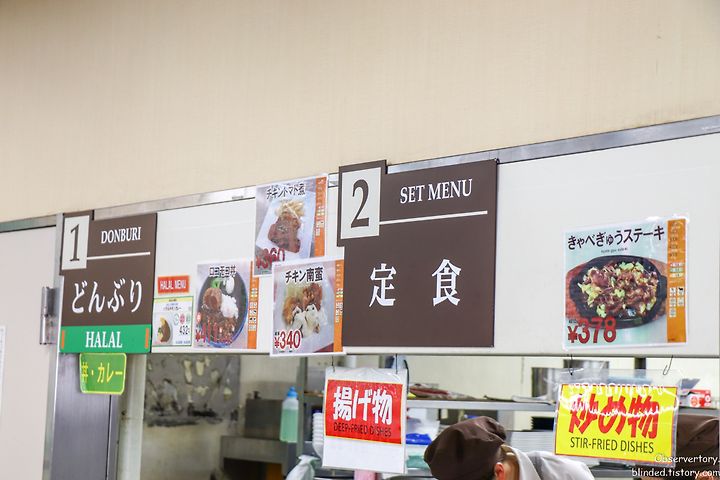 1
DONBURI
どんぶり
HALAL
丼・カレー
HALAL MENU
432
チキントマト煮
チキン南蛮
¥340
2
SET MENU
定食
きゃべぎゅうステーキ
¥378
揚げ物
DEEP-FRIED DISHES
炒め物
STIR-FRIED DISHES
Observertory.
blinded.tistory.com